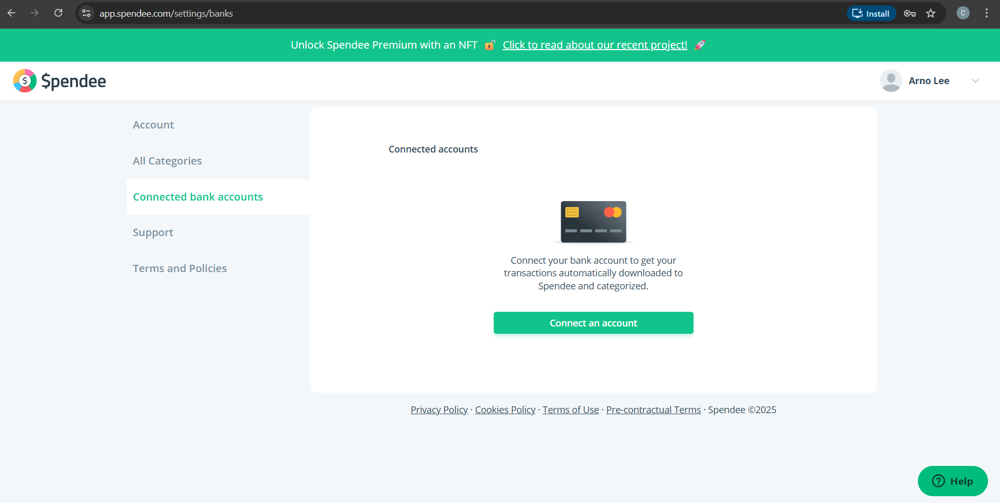 app.spendee.com/settings/banks
Install
C
Unlock Spendee Premium with an NFT 🔓 Click to read about our recent project! 🚀
$
$pendee
Arno Lee
Account
All Categories
Connected bank accounts
Support
Terms and Policies
Connected accounts
Connect your bank account to get your
transactions automatically downloaded to
Spendee and categorized.
Connect an account
Privacy Policy · Cookies Policy · Terms of Use · Pre-contractual Terms · Spendee ©2025
? Help